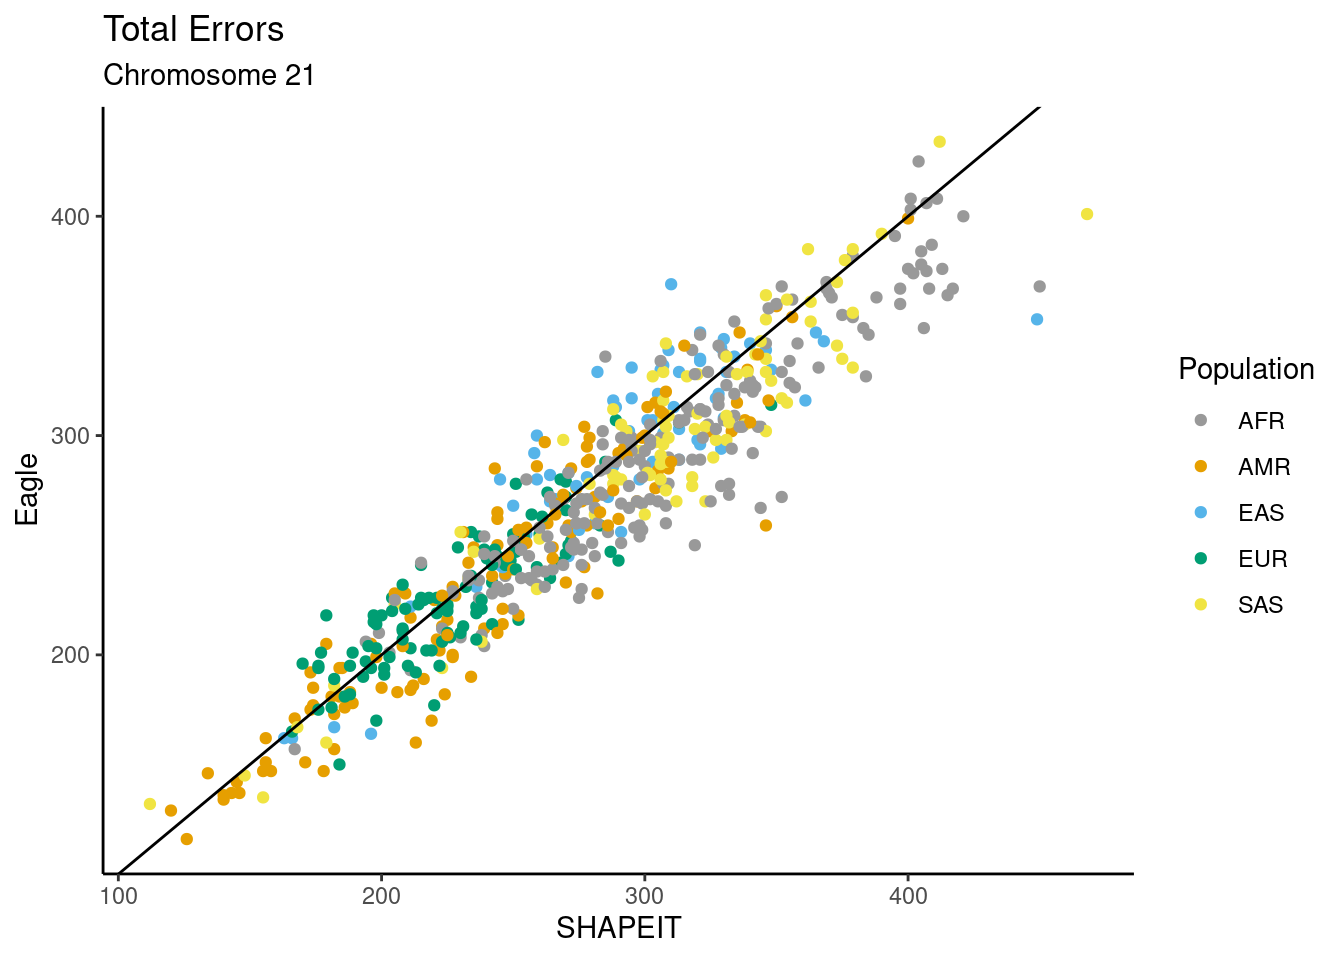 Total Errors
Chromosome 21
400
300
200
Eagle
100
200
300
400
SHAPEIT
Population
AFR
AMR
EAS
EUR
SAS